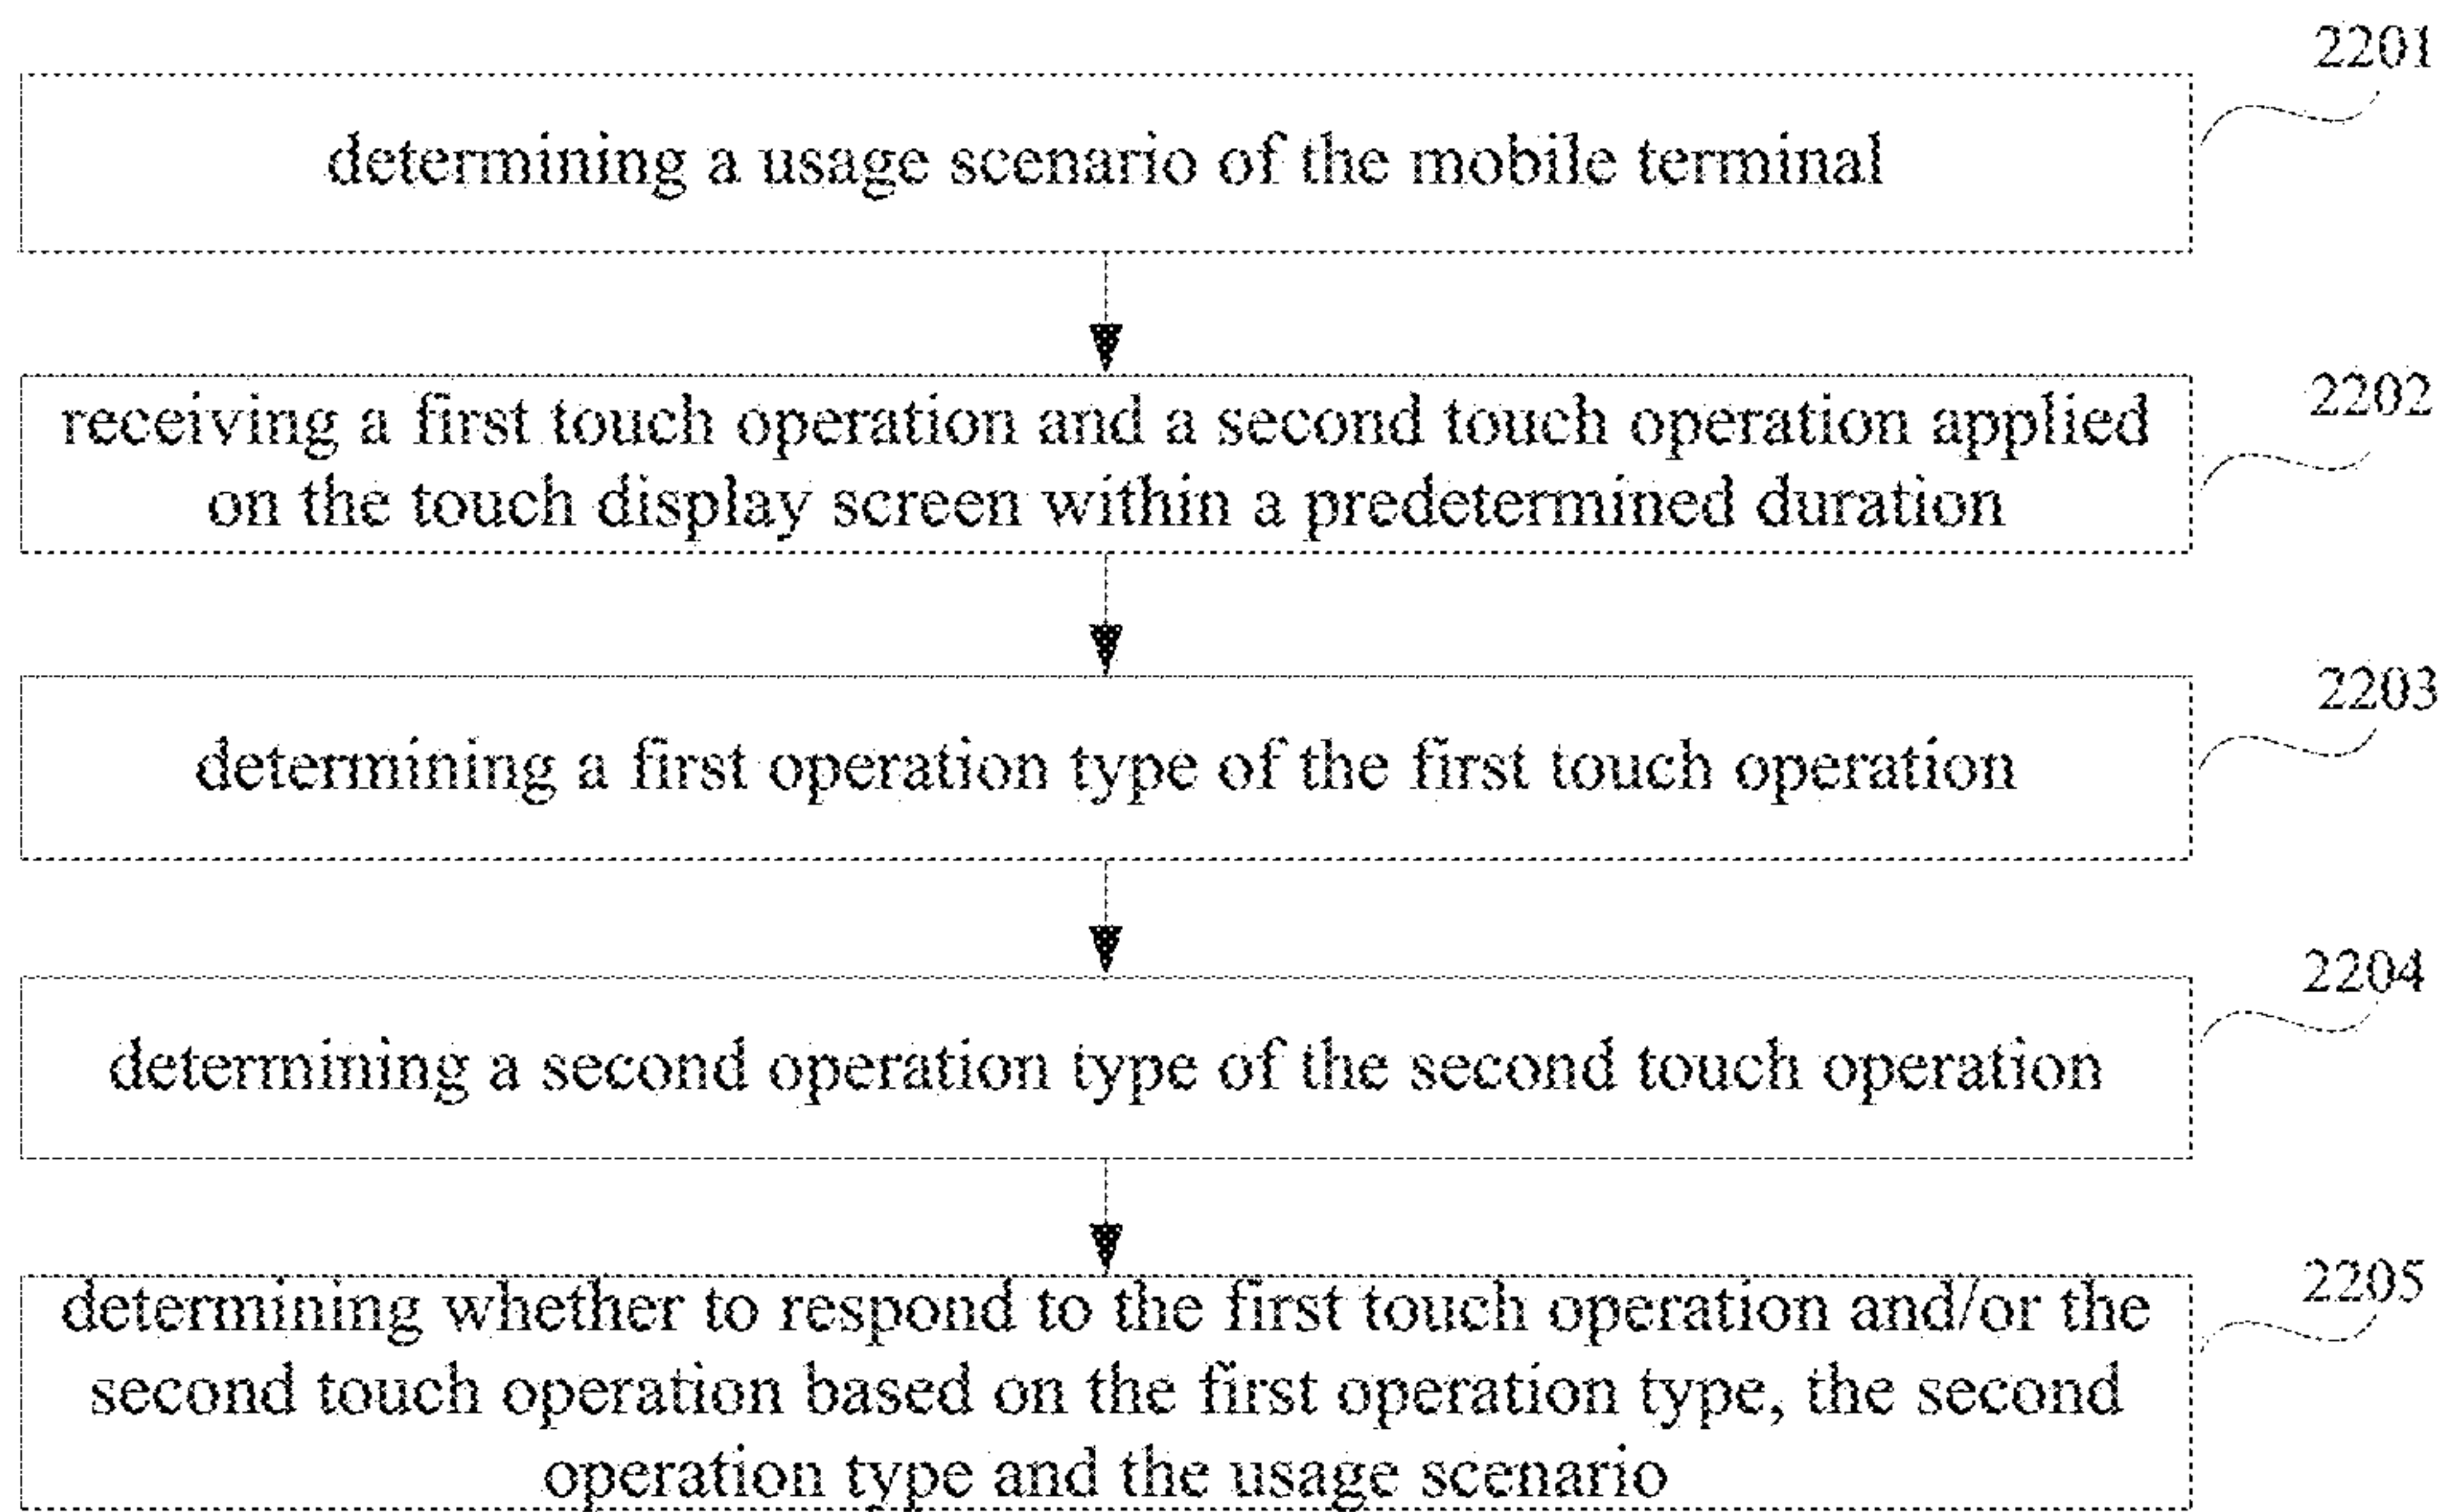 2201
determining a usage scenario of the mobile terminal
2202
receiving a first touch operation and a second touch operation applied
on the touch display screen within a predetermined duration
2203
determining a first operation type of the first touch operation
2204
determining a second operation type of the second touch operation
2205
determining whether to respond to the first touch operation and/or the
second touch operation based on the first operation type, the second
operation type and the usage scenario